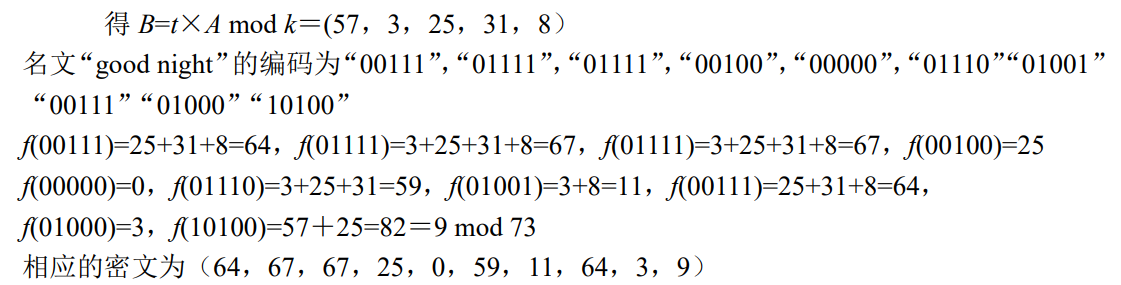 得 B=t×A mod k＝(57，3，25，31，8）
名文“good night”的编码为“00111”，“01111”，“01111”，“00100”，“00000”，“01110”“01001”
“00111”“01000”“10100”
f(00111)=25+31+8=64，f(01111)=3+25+31+8=67，f(01111)=3+25+31+8=67，f(00100)=25
f(00000)=0，f(01110)=3+25+31=59，f(01001)=3+8=11，f(00111)=25+31+8=64，
f(01000)=3，f(10100)=57＋25=82＝9 mod 73
相应的密文为（64，67，67，25，0，59，11，64，3，9）